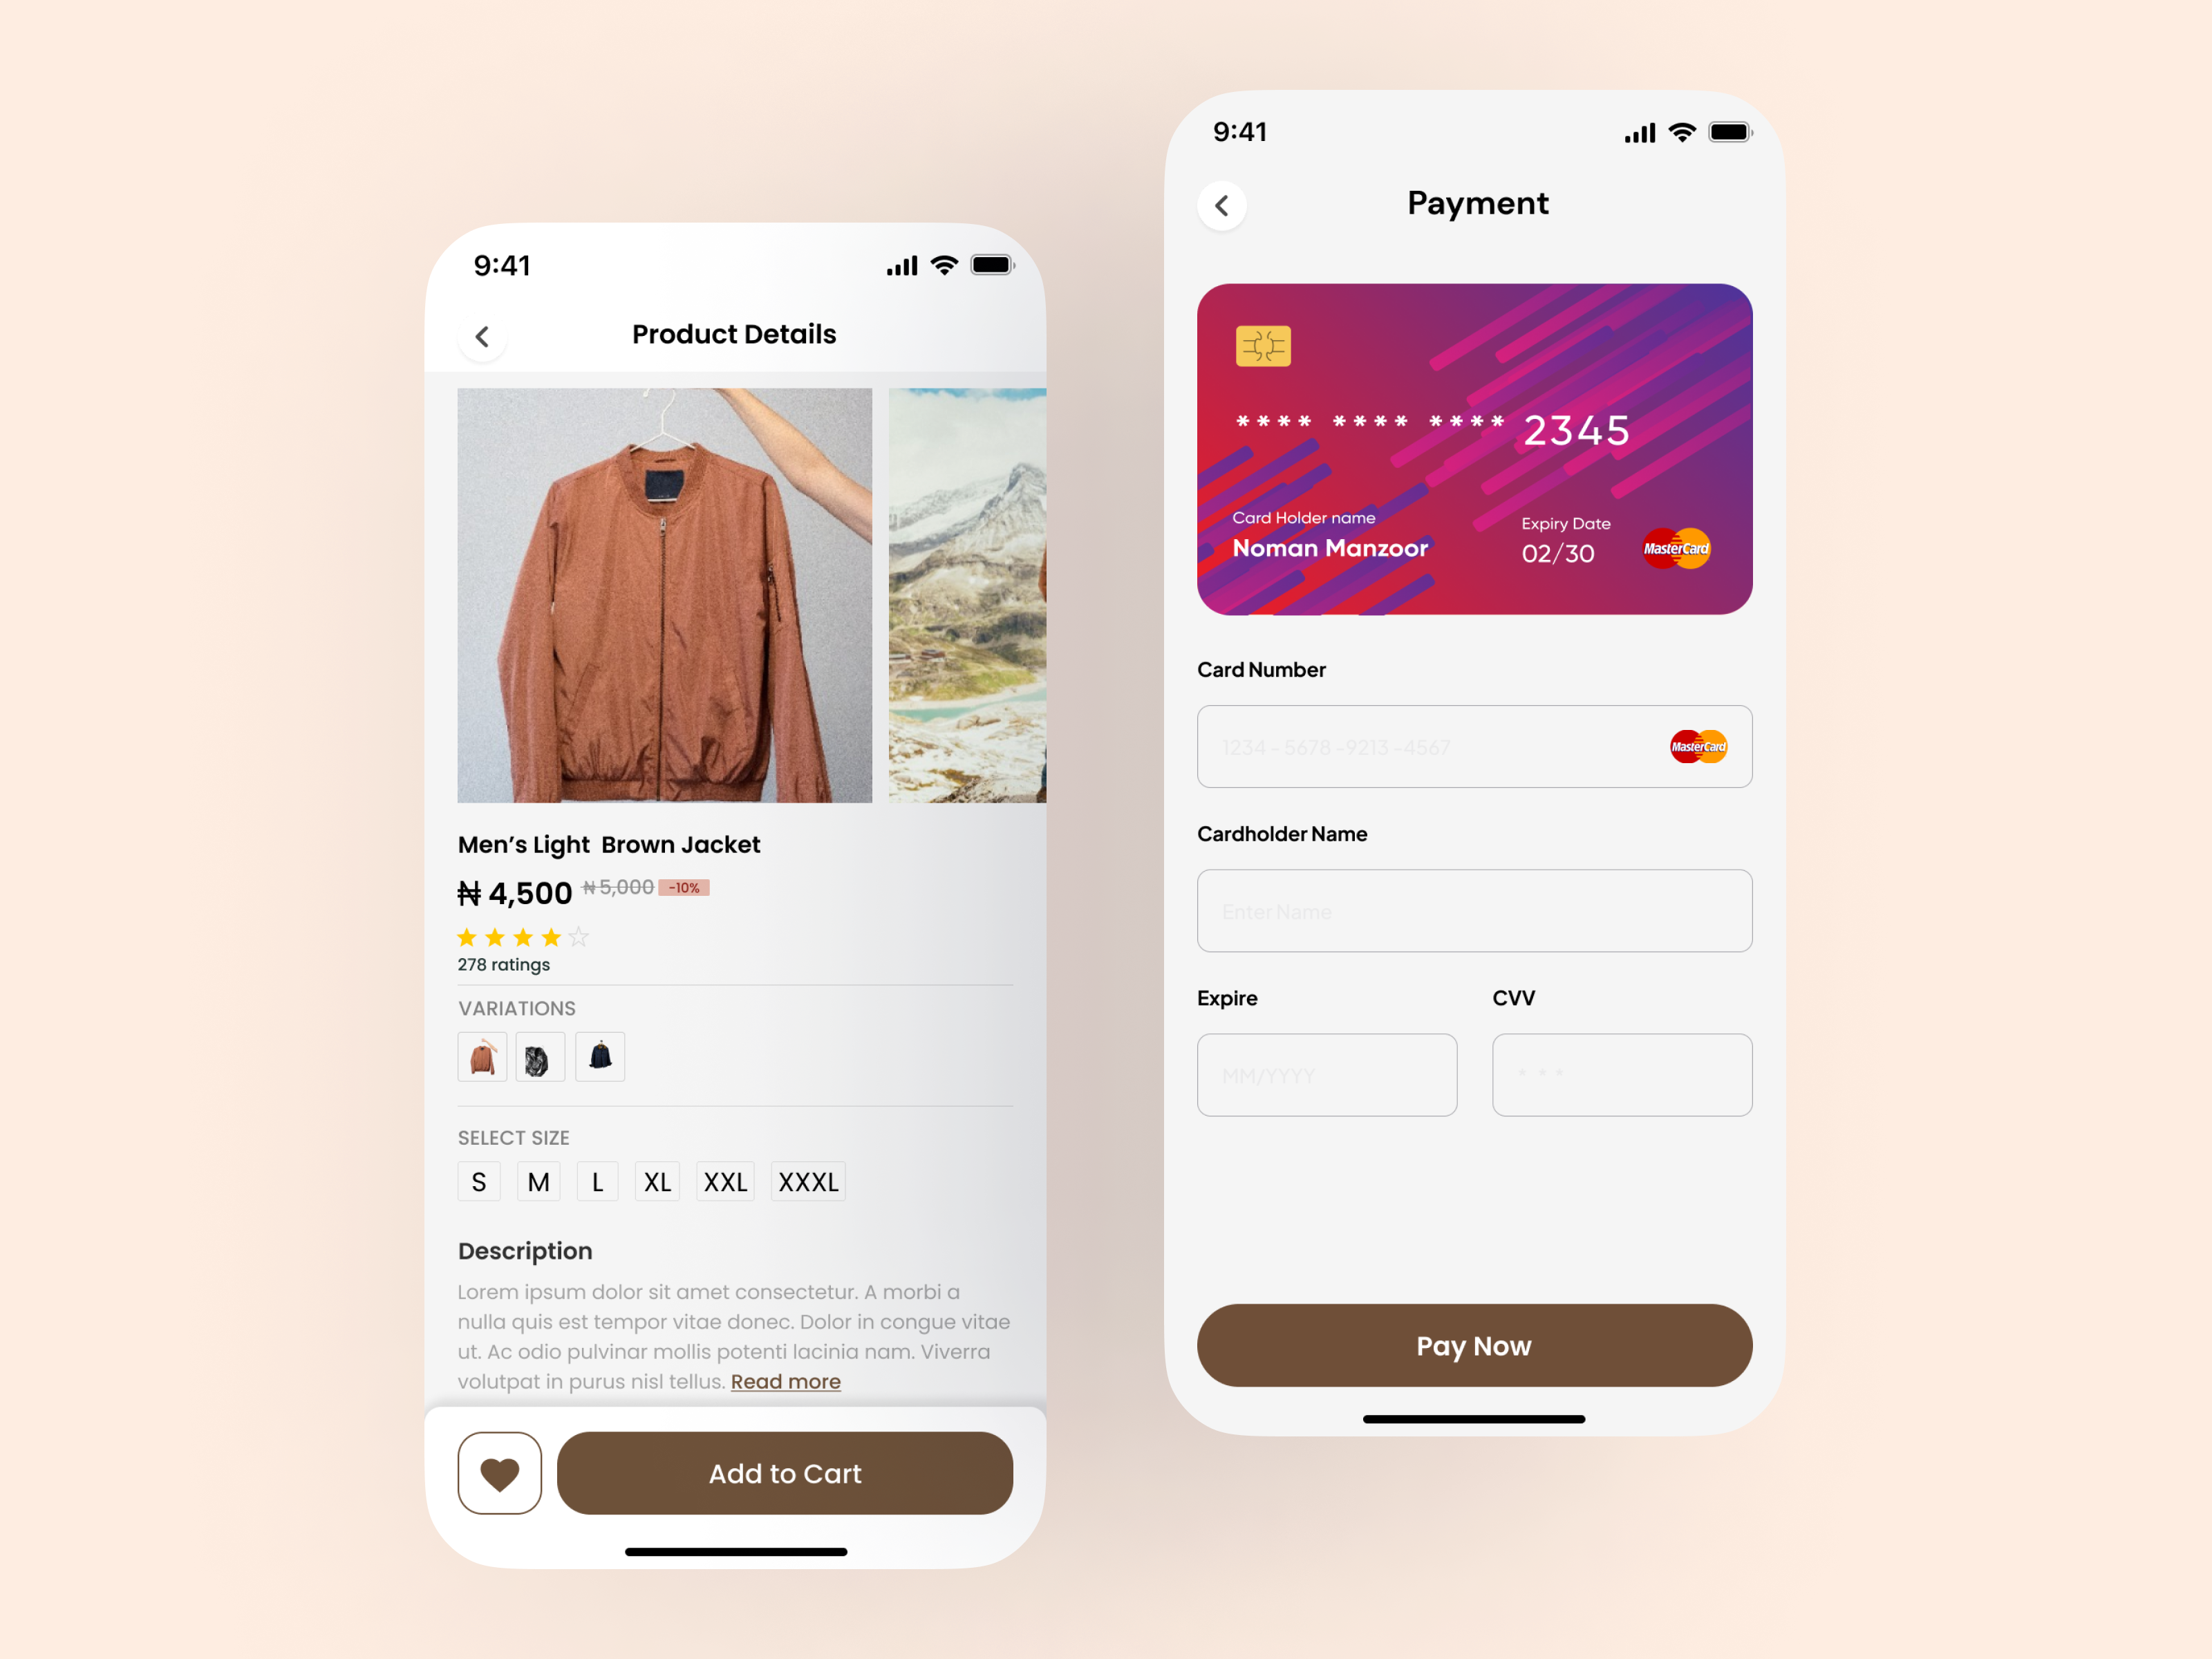 9:41
Product Details
Men’s Light  Brown Jacket
₦ 4,500 ₦ 5,000 -10%
278 ratings
VARIATIONS
SELECT SIZE
S M L XL XXL XXXL
Description
Lorem ipsum dolor sit amet consectetur. A morbi a
nulla quis est tempor vitae donec. Dolor in congue vitae
ut. Ac odio pulvinar mollis potenti lacinia nam. Viverra
volutpat in purus nisl tellus. Read more
Add to Cart
9:41
Payment
**** **** **** 2345
Card Holder name
Noman Manzoor
Expiry Date
02/30
MasterCard
Card Number
1234 - 5678 -9213 -4567
MasterCard
Cardholder Name
Enter Name
Expire CVV
MM/YYYY * * *
Pay Now